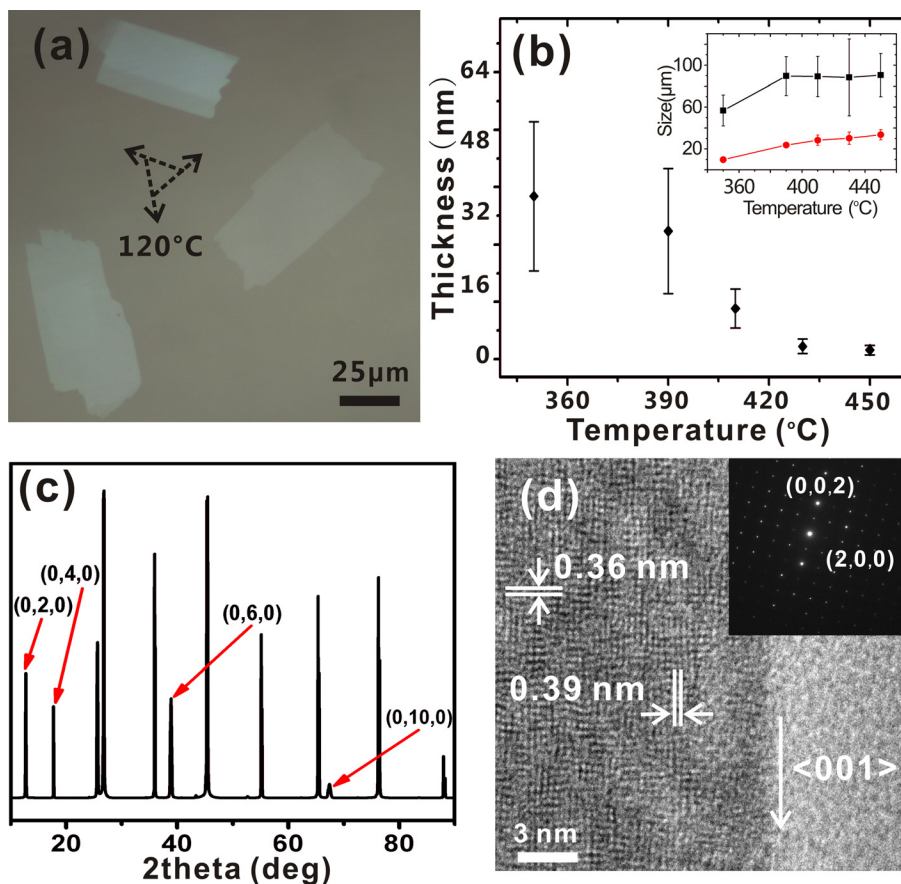 (a)
120°C
25μm
(b)
64
48
32
16
0
Thickness (nm)
360
390
420
450
Temperature (°C)
100
60
20
Size(μm)
360
400
440
Temperature (°C)
(c)
(0,2,0)
(0,4,0)
(0,6,0)
(0,10,0)
20
40
60
80
2theta (deg)
(d)
(0,0,2)
(2,0,0)
0.36 nm
0.39 nm
<001>
3 nm